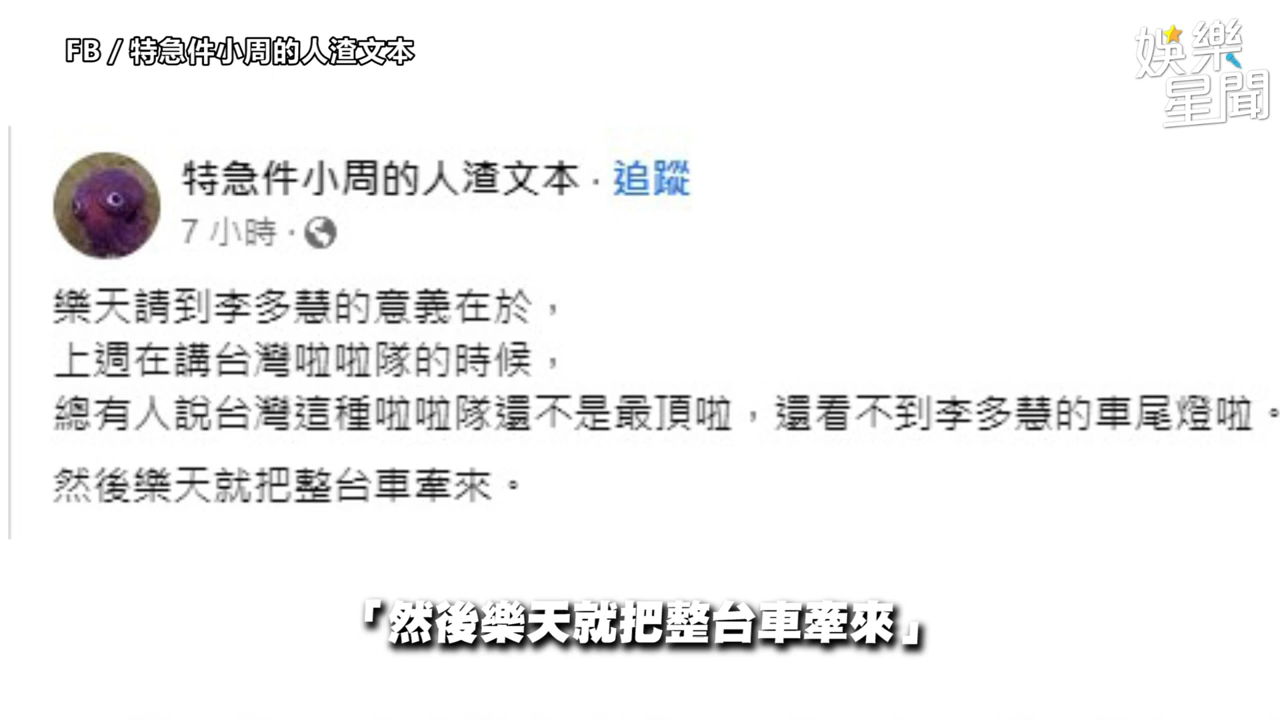 FB / 特急件小周的人渣文本
娛樂
星聞
特急件小周的人渣文本 · 追蹤
7 小時 ·
樂天請到李多慧的意義在於，
上週在講台灣啦啦隊的時候，
總有人說台灣這種啦啦隊還不是最頂啦，還看不到李多慧的車尾燈啦。
然後樂天就把整台車牽來。
「然後樂天就把整台車牽來」